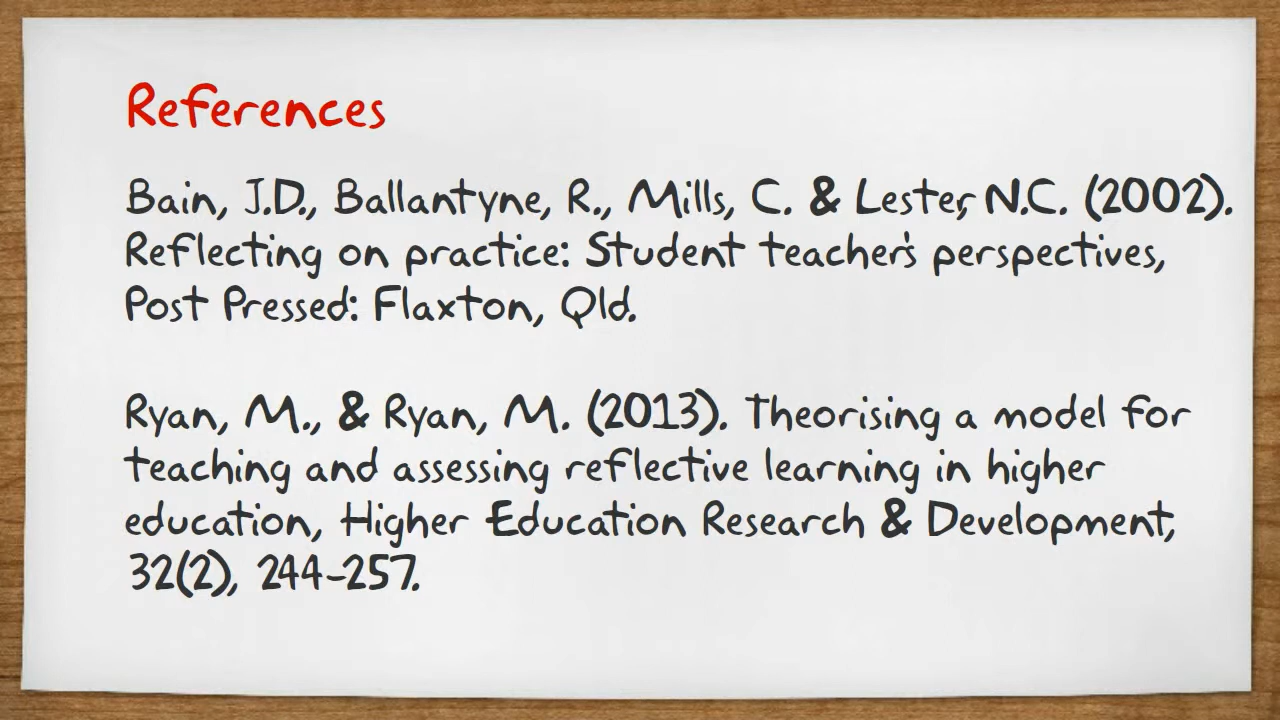 References
Bain, J.D., Ballantyne, R., Mills, C. & Lester, N.C. (2002).
Reflecting on practice: Student teacher's perspectives,
Post Pressed: Flaxton, Qld.
Ryan, M., & Ryan, M. (2013). Theorising a model for
teaching and assessing reflective learning in higher
education, Higher Education Research & Development,
32(2), 244-257.